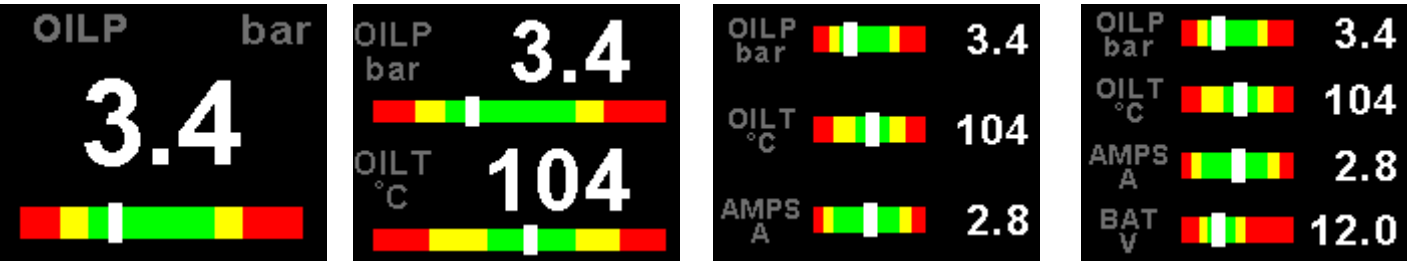 OILP bar
3.4
OILP
bar
3.4
OILT
°C
104
OILP
bar
3.4
OILT
°C
104
AMPS
A
2.8
OILP
bar
3.4
OILT
°C
104
AMPS
A
2.8
BAT
V
12.0